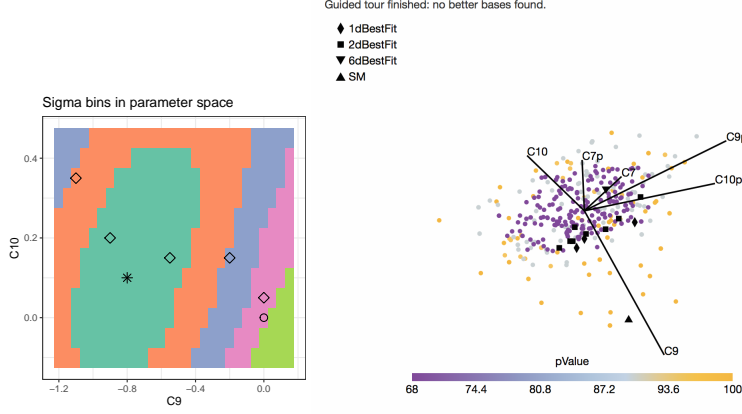 Guided tour finished: no better bases found.
1dBestFit
2dBestFit
6dBestFit
SM
Sigma bins in parameter space
C10
0.4
0.2
0.0
−1.2 −0.8 −0.4 0.0
C9
C10
C7p
C7
C9p
C10p
C9
pValue
68 74.4 80.8 87.2 93.6 100